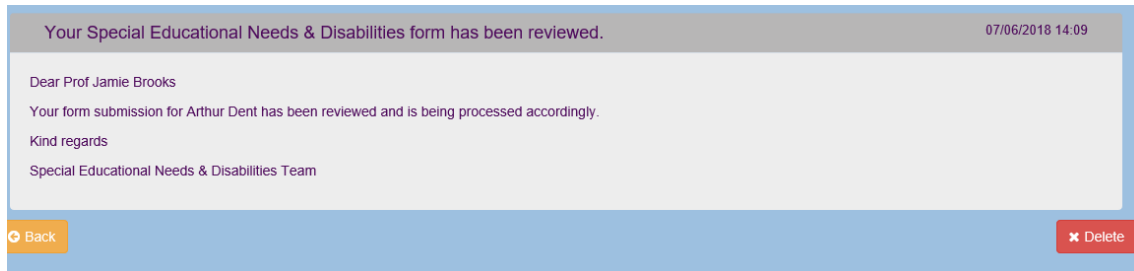 Your Special Educational Needs & Disabilities form has been reviewed.
07/06/2018 14:09
Dear Prof Jamie Brooks
Your form submission for Arthur Dent has been reviewed and is being processed accordingly.
Kind regards
Special Educational Needs & Disabilities Team
Back
Delete